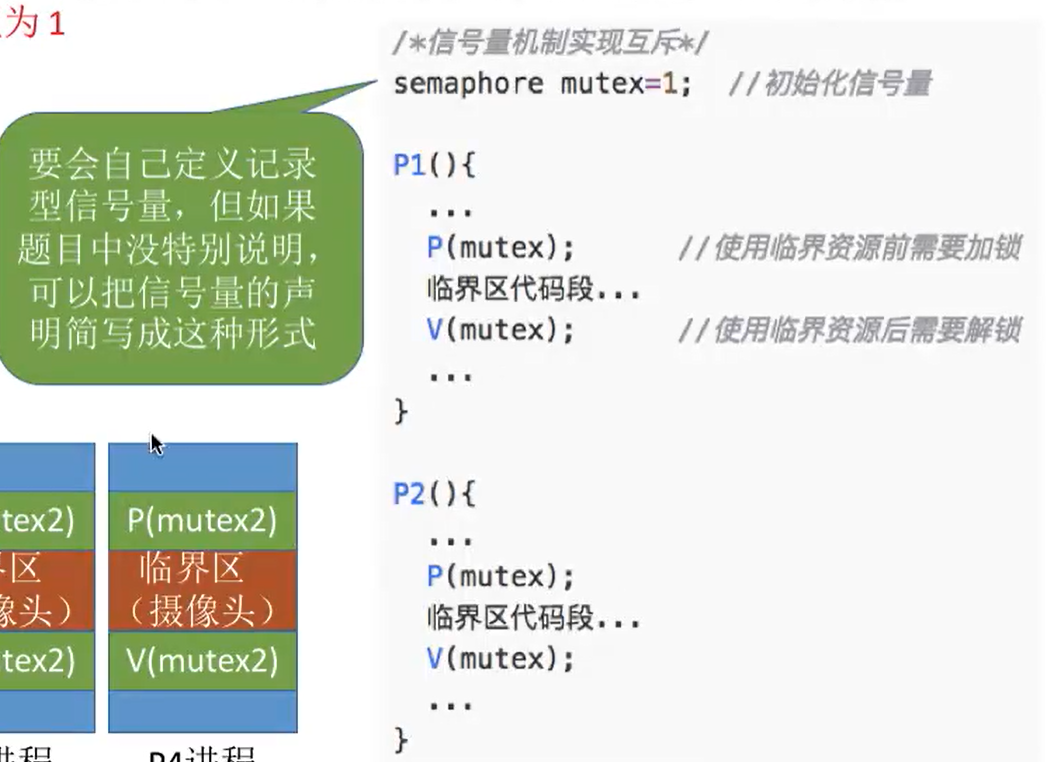 为 1
/*信号量机制实现互斥*/
semaphore mutex=1; //初始化信号量
要会自己定义记录
型信号量，但如果
题目中没特别说明，
可以把信号量的声
明简写成这种形式
P1(){
...
P(mutex); //使用临界资源前需要加锁
临界区代码段...
V(mutex); //使用临界资源后需要解锁
...
}
P2(){
...
P(mutex);
临界区代码段...
V(mutex);
...
}
tex2)
界区
像头）
tex2)
进程
P(mutex2)
临界区
（摄像头）
V(mutex2)
P4进程